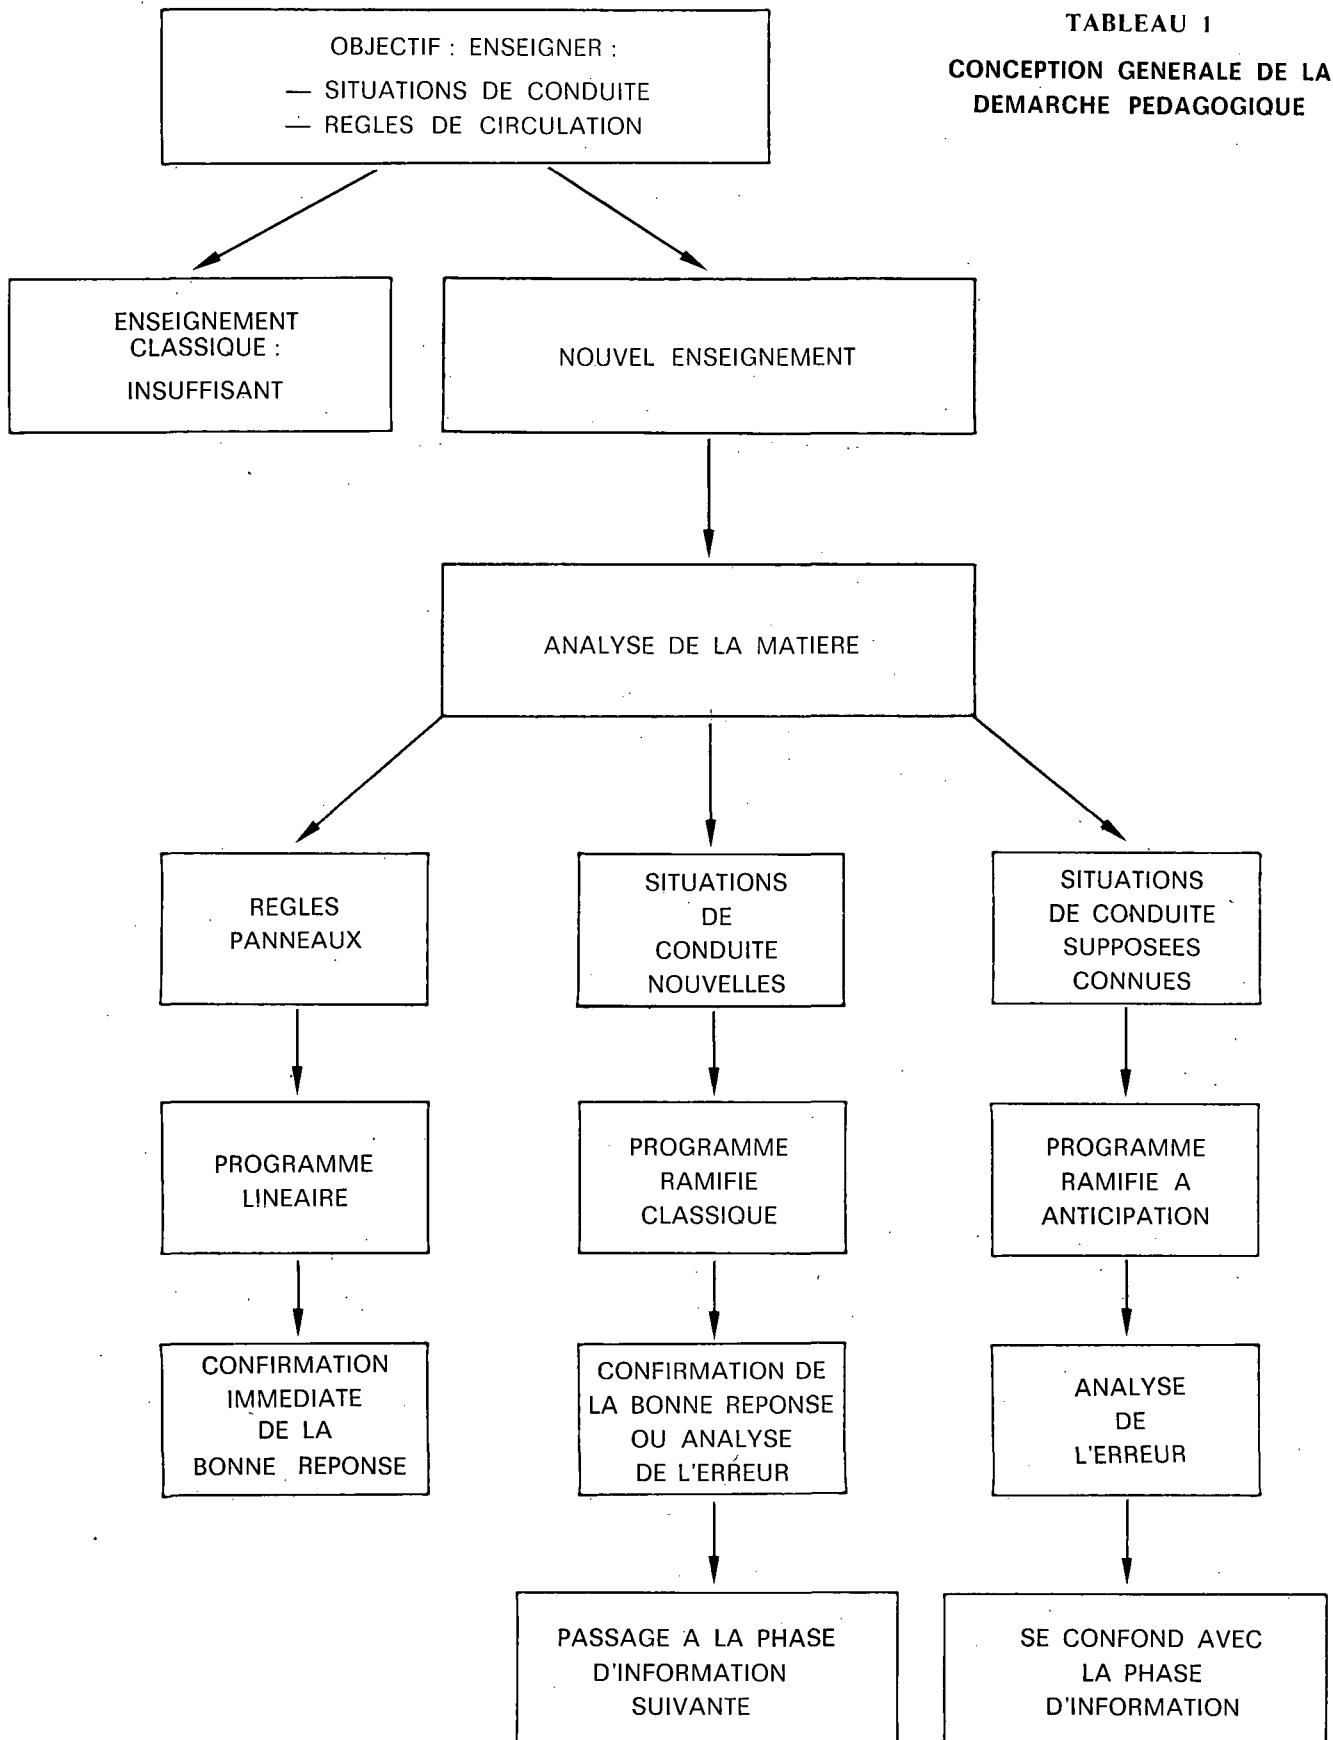 TABLEAU 1
CONCEPTION GENERALE DE LA
DEMARCHE PEDAGOGIQUE
OBJECTIF : ENSEIGNER :
— SITUATIONS DE CONDUITE
— REGLES DE CIRCULATION
ENSEIGNEMENT
CLASSIQUE :
INSUFFISANT
NOUVEL ENSEIGNEMENT
ANALYSE DE LA MATIERE
REGLES
PANNEAUX
SITUATIONS
DE
CONDUITE
NOUVELLES
SITUATIONS
DE CONDUITE
SUPPOSEES
CONNUES
PROGRAMME
LINEAIRE
PROGRAMME
RAMIFIE
CLASSIQUE
PROGRAMME
RAMIFIE A
ANTICIPATION
CONFIRMATION
IMMEDIATE
DE LA
BONNE REPONSE
CONFIRMATION DE
LA BONNE REPONSE
OU ANALYSE
DE L'ERREUR
ANALYSE
DE
L'ERREUR
PASSAGE A LA PHASE
D'INFORMATION
SUIVANTE
SE CONFOND AVEC
LA PHASE
D'INFORMATION